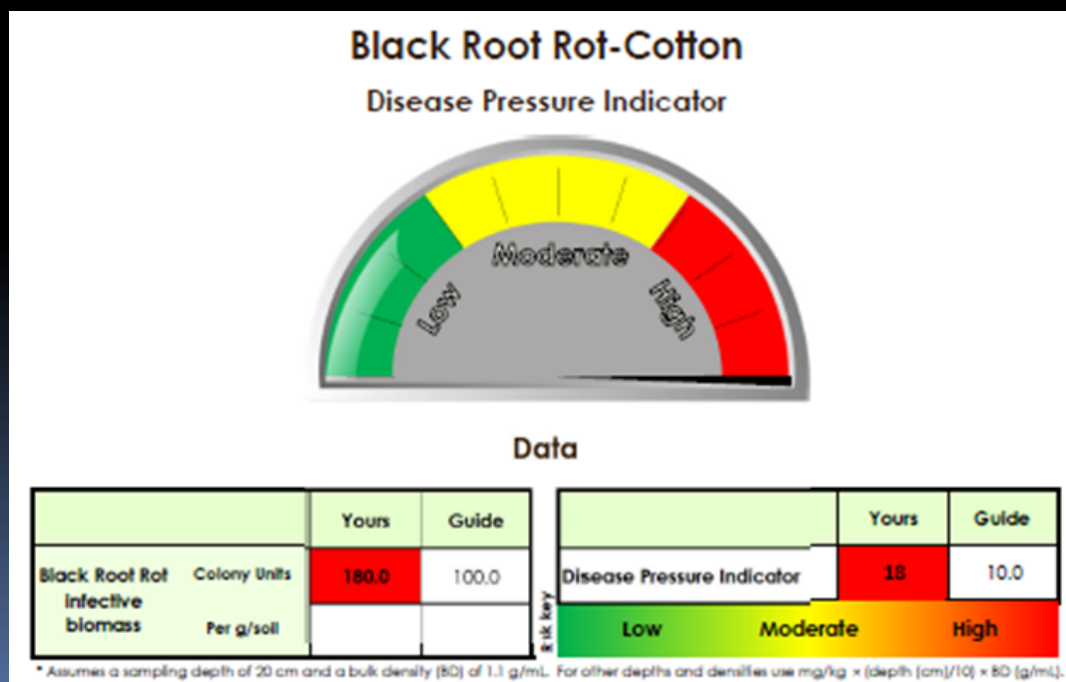 Black Root Rot-Cotton
Disease Pressure Indicator
Low
Moderate
High
Data
Yours Guide
Black Root Rot infective biomass Colony Units 180.0 100.0
Per g/soil
Yours Guide
Disease Pressure Indicator 18 10.0
Risk key
Low Moderate High
* Assumes a sampling depth of 20 cm and a bulk density (BD) of 1.1 g/mL. For other depths and densities use mg/kg × (depth (cm)/10) × BD (g/mL).